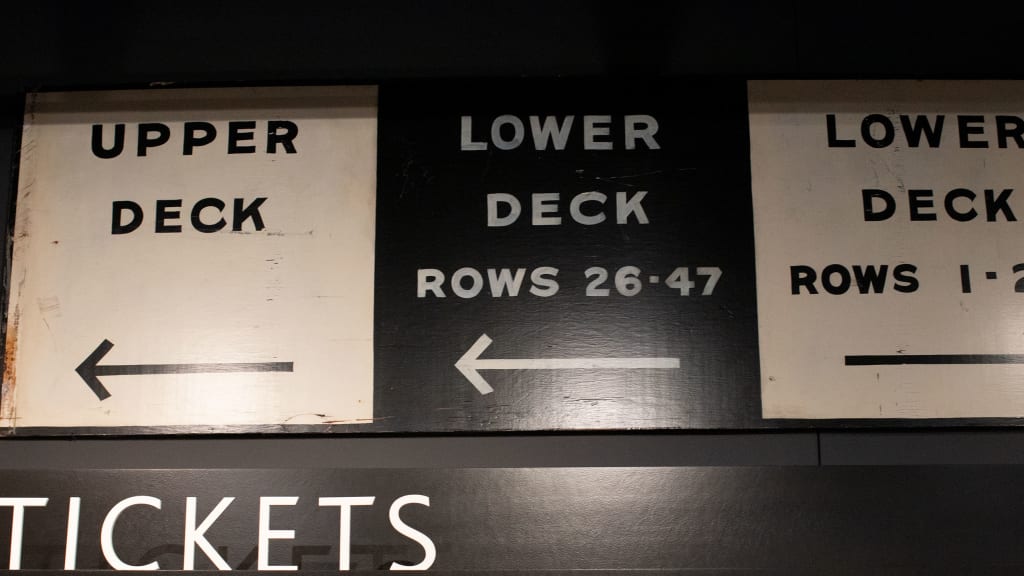 UPPER
DECK
LOWER
DECK
ROWS 26-47
LOWER
DECK
ROWS 1-2
TICKETS